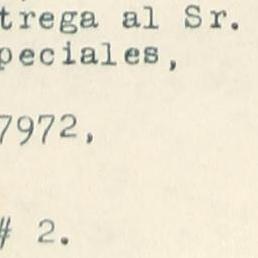 trega al Sr.
peciales,
7972,
# 2.